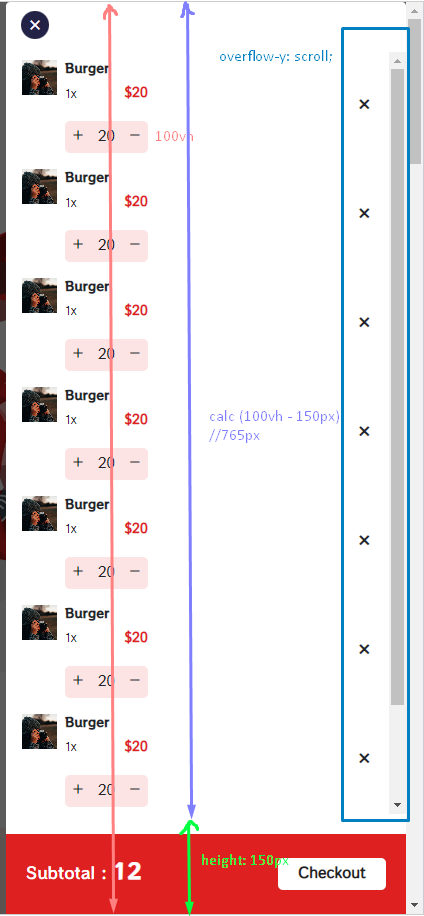 overflow-y: scroll;
Burger
1x $20
+ 20 −
100vh
Burger
1x $20
+ 20 −
Burger
1x $20
+ 20 −
Burger
1x $20
calc (100vh - 150px)
//765px
+ 20 −
Burger
1x $20
+ 20 −
Burger
1x $20
+ 20 −
Burger
1x $20
+ 20 −
height: 150px
Subtotal : 12
Checkout